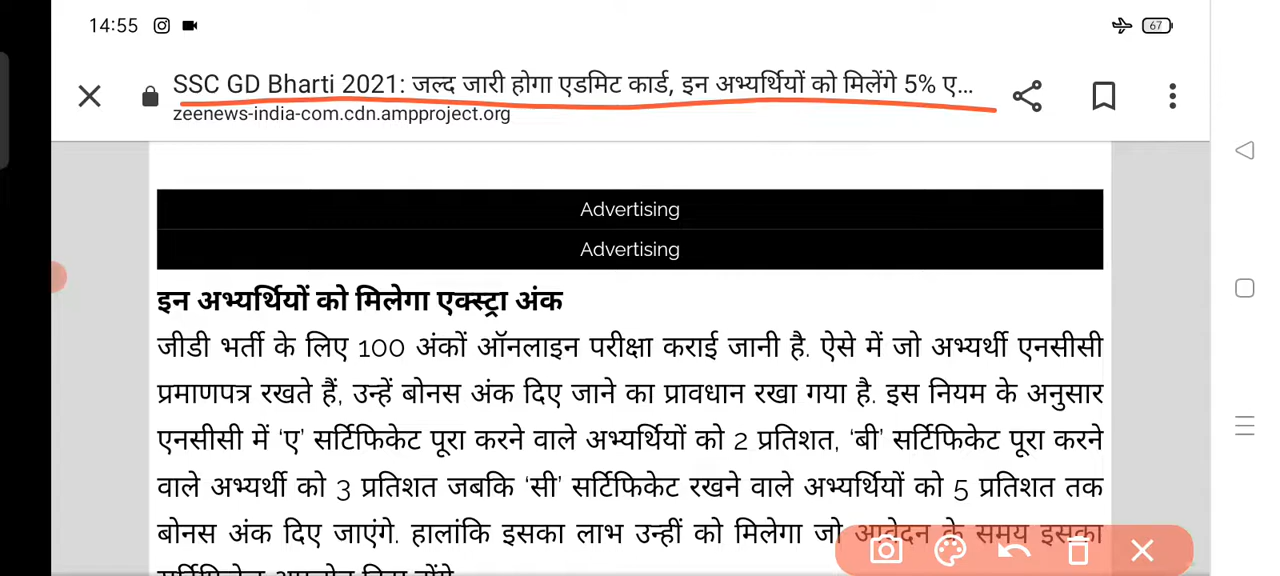 14:55
67
SSC GD Bharti 2021: जल्द जारी होगा एडमिट कार्ड, इन अभ्यर्थियों को मिलेंगे 5% ए...
zeenews-india-com.cdn.ampproject.org
Advertising
Advertising
इन अभ्यर्थियों को मिलेगा एक्स्ट्रा अंक
जीडी भर्ती के लिए 100 अंकों ऑनलाइन परीक्षा कराई जानी है. ऐसे में जो अभ्यर्थी एनसीसी
प्रमाणपत्र रखते हैं, उन्हें बोनस अंक दिए जाने का प्रावधान रखा गया है. इस नियम के अनुसार
एनसीसी में ‘ए’ सर्टिफिकेट पूरा करने वाले अभ्यर्थियों को 2 प्रतिशत, ‘बी’ सर्टिफिकेट पूरा करने
वाले अभ्यर्थी को 3 प्रतिशत जबकि ‘सी’ सर्टिफिकेट रखने वाले अभ्यर्थियों को 5 प्रतिशत तक
बोनस अंक दिए जाएंगे. हालांकि इसका लाभ उन्हीं को मिलेगा जो आवेदन के समय इसका